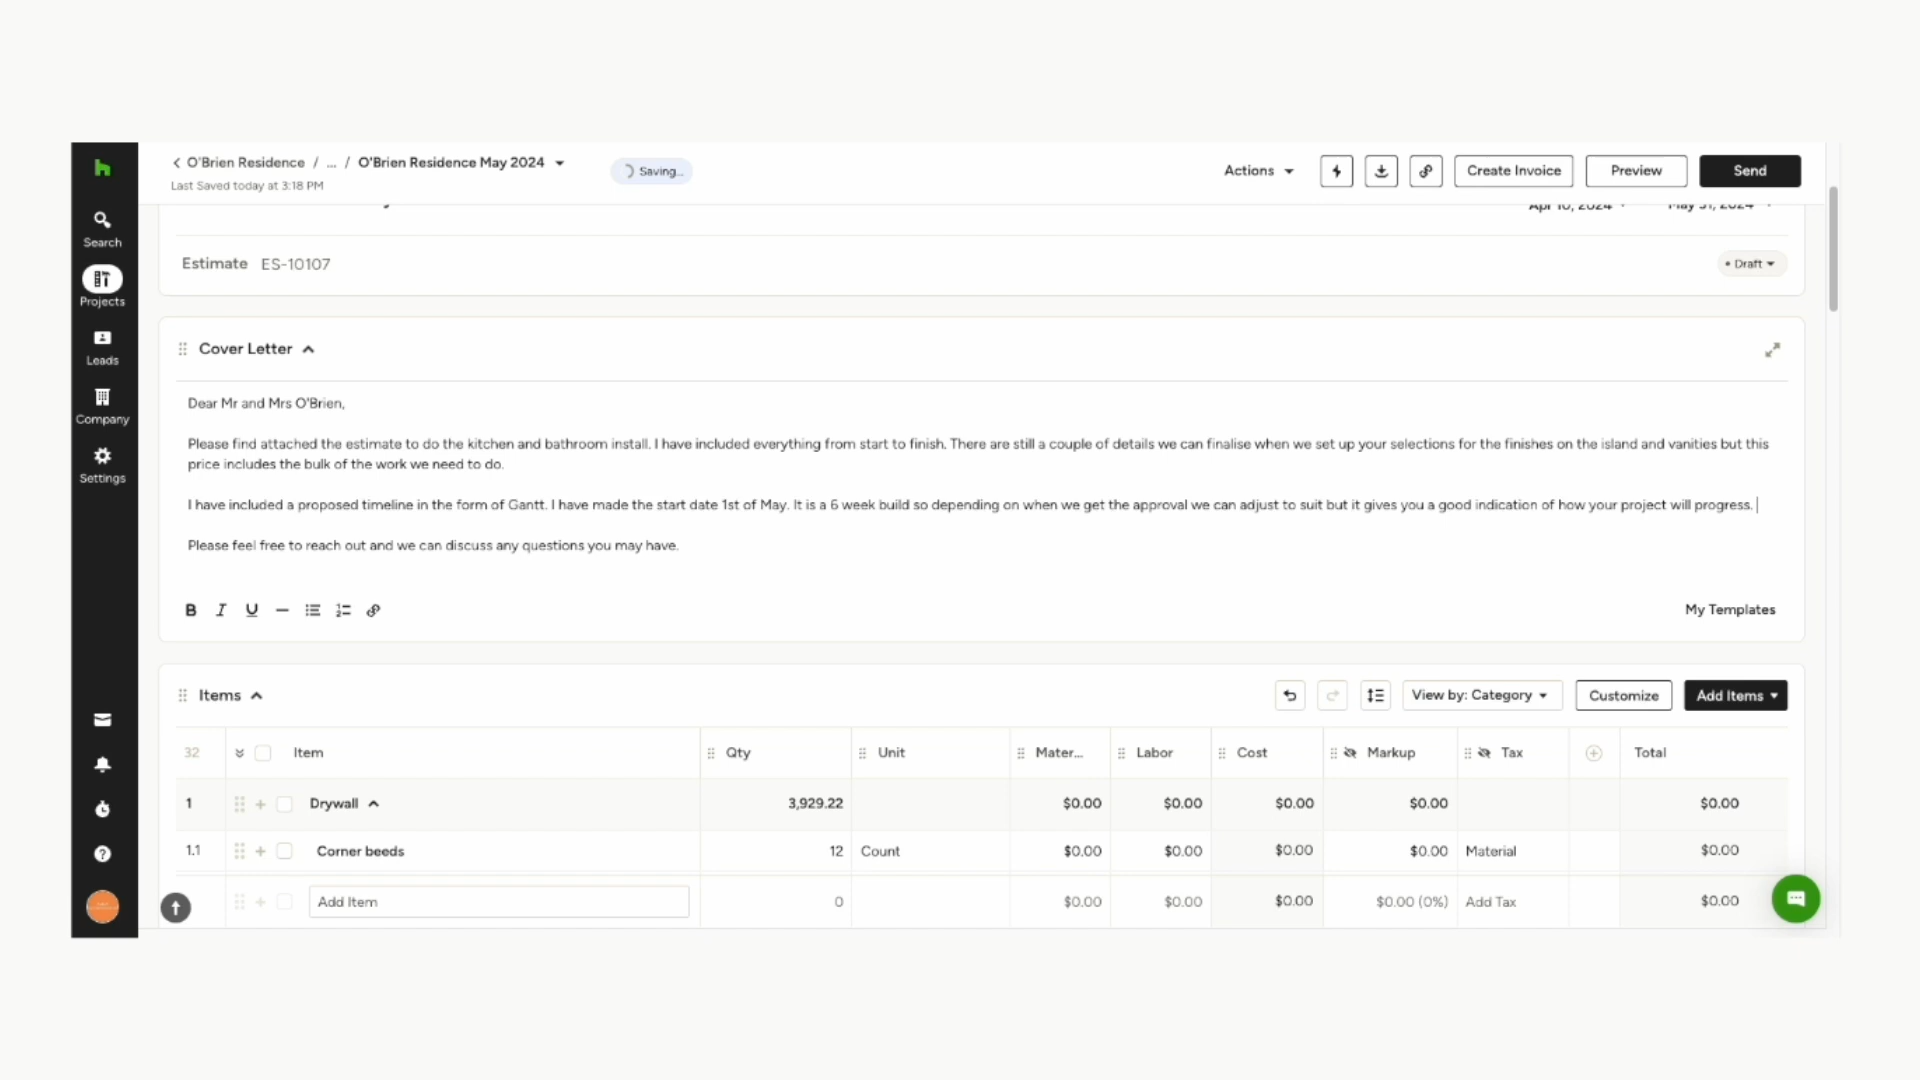 O'Brien Residence / ... / O'Brien Residence May 2024
Saving...
Actions
Create Invoice
Preview
Send
Last Saved today at 3:18 PM
Apr 10, 2024
May 31, 2024
Search
Projects
Leads
Company
Settings
Estimate ES-10107
Draft
Cover Letter
Dear Mr and Mrs O'Brien,
Please find attached the estimate to do the kitchen and bathroom install. I have included everything from start to finish. There are still a couple of details we can finalise when we set up your selections for the finishes on the island and vanities but this
price includes the bulk of the work we need to do.
I have included a proposed timeline in the form of Gantt. I have made the start date 1st of May. It is a 6 week build so depending on when we get the approval we can adjust to suit but it gives you a good indication of how your project will progress.
Please feel free to reach out and we can discuss any questions you may have.
B I U
My Templates
Items
View by: Category
Customize
Add Items
32 Item Qty Unit Mater... Labor Cost Markup Tax Total
1 Drywall 3,929.22 $0.00 $0.00 $0.00 $0.00 $0.00
1.1 Corner beeds 12 Count $0.00 $0.00 $0.00 $0.00 Material $0.00
Add Item 0 $0.00 $0.00 $0.00 $0.00 (0%) Add Tax $0.00